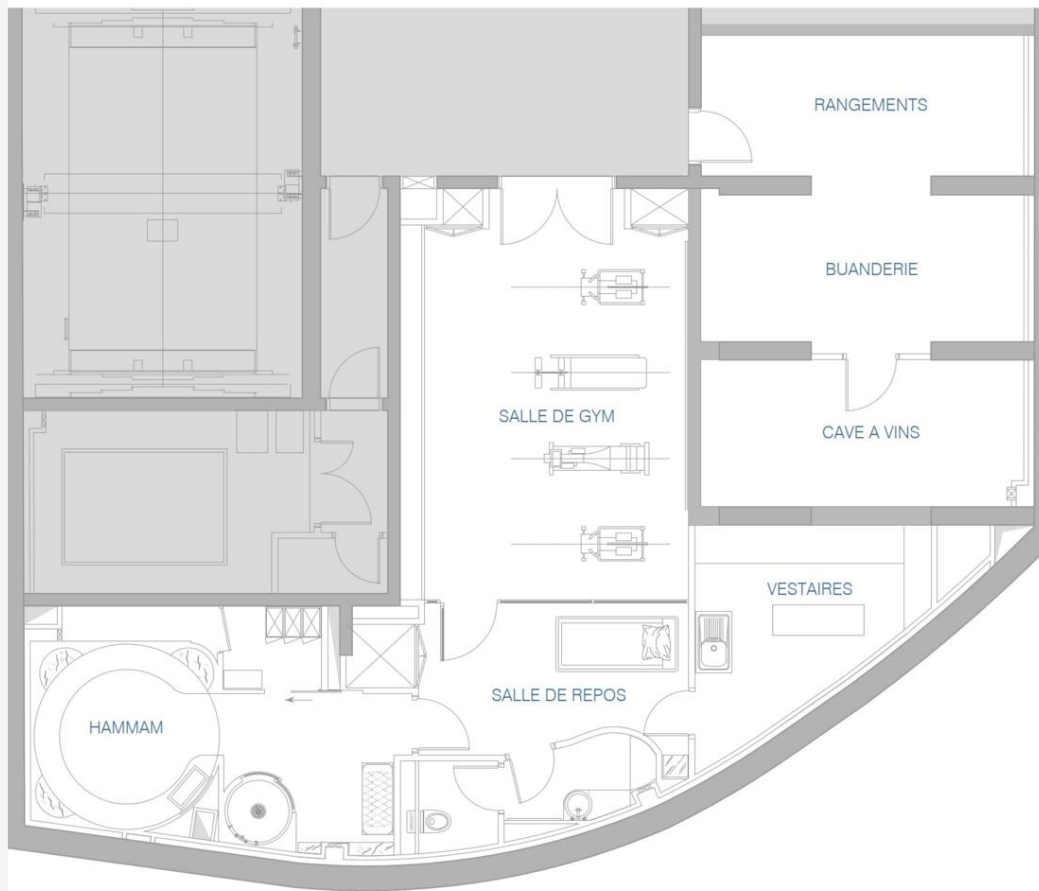 RANGEMENTS
BUANDERIE
SALLE DE GYM
CAVE A VINS
VESTAIRES
SALLE DE REPOS
HAMMAM